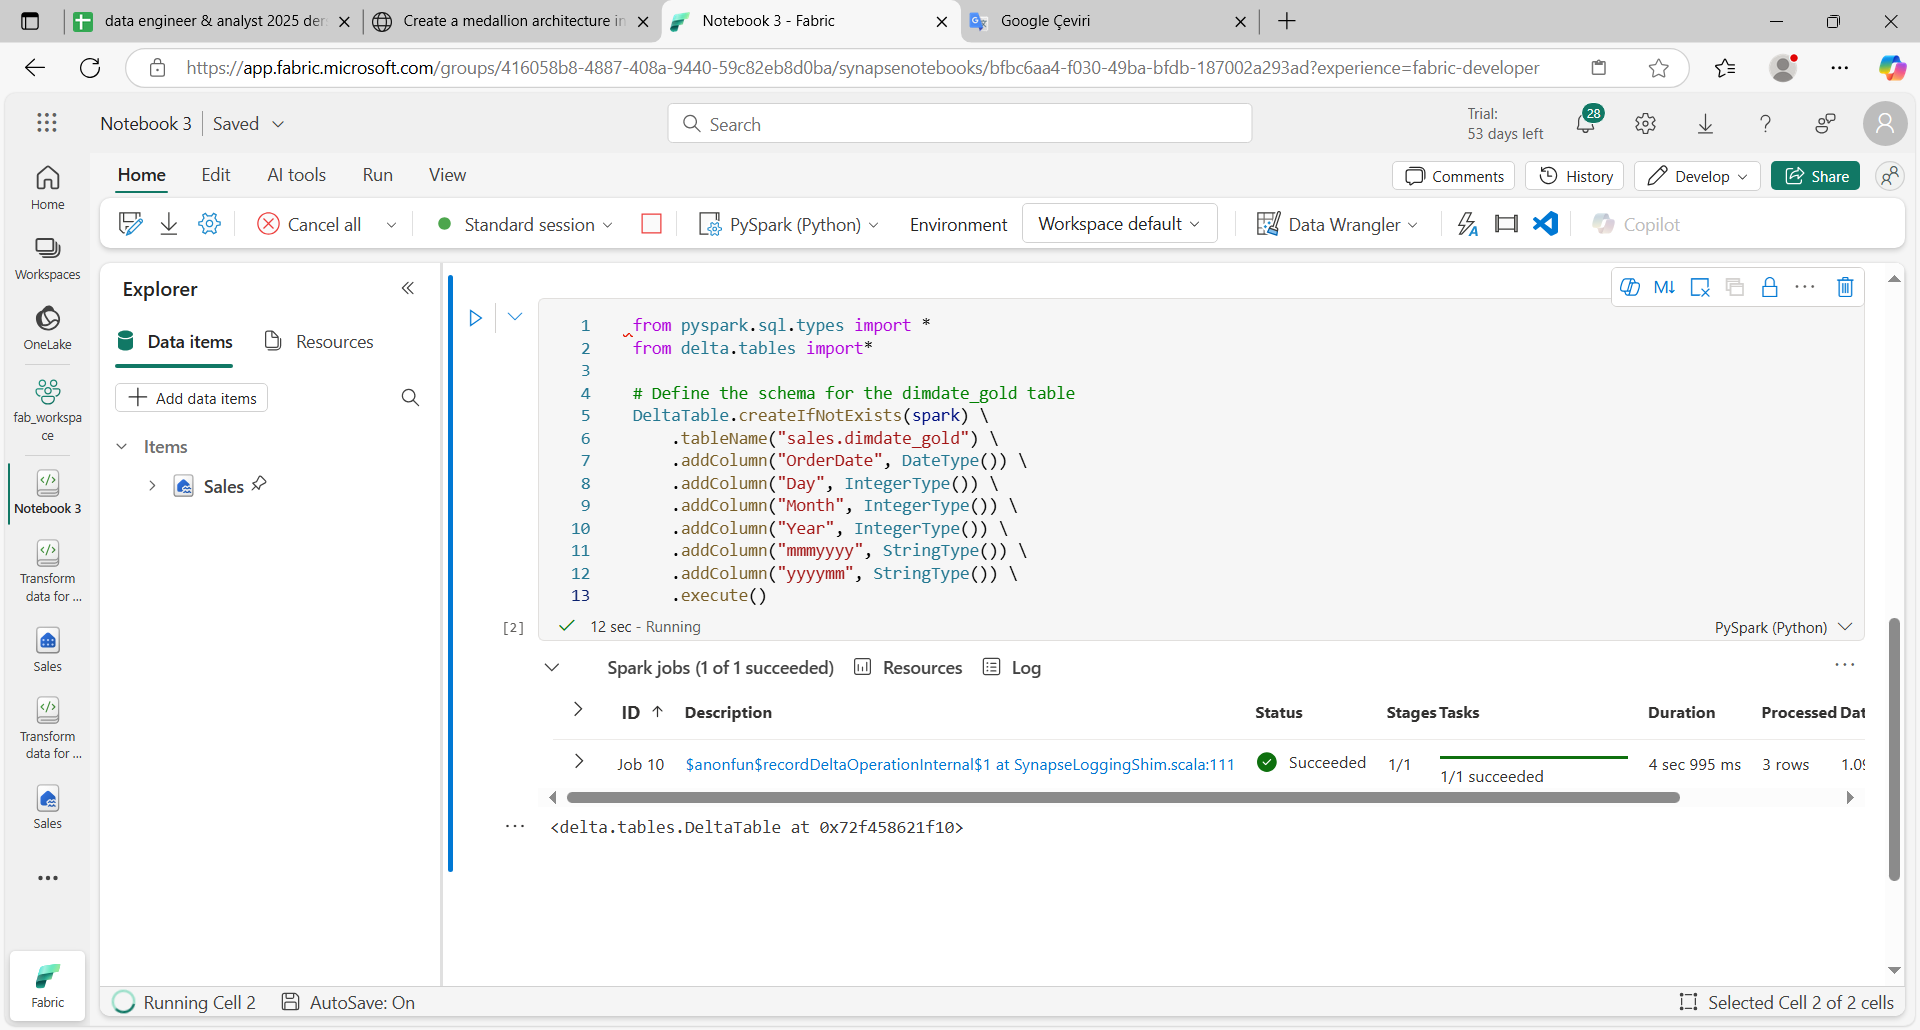 data engineer & analyst 2025 der
Create a medallion architecture in
Notebook 3 - Fabric
Google Çeviri
https://app.fabric.microsoft.com/groups/416058b8-4887-408a-9440-59c82eb8d0ba/synapsenotebooks/bfbc6aa4-f030-49ba-bfdb-187002a293ad?experience=fabric-developer
Notebook 3
Saved
Search
Trial:
53 days left
28
Home
Edit
AI tools
Run
View
Comments
History
Develop
Share
Cancel all
Standard session
PySpark (Python)
Environment
Workspace default
Data Wrangler
Copilot
Home
Workspaces
OneLake
fab_workspa
ce
Notebook 3
Transform
data for ...
Sales
Transform
data for ...
Sales
Fabric
Explorer
Data items
Resources
Add data items
Items
Sales
M↓
1 from pyspark.sql.types import *
2 from delta.tables import*
3
4 # Define the schema for the dimdate_gold table
5 DeltaTable.createIfNotExists(spark) \
6 .tableName("sales.dimdate_gold") \
7 .addColumn("OrderDate", DateType()) \
8 .addColumn("Day", IntegerType()) \
9 .addColumn("Month", IntegerType()) \
10 .addColumn("Year", IntegerType()) \
11 .addColumn("mmmyyyy", StringType()) \
12 .addColumn("yyyymm", StringType()) \
13 .execute()
[2]
12 sec - Running
PySpark (Python)
Spark jobs (1 of 1 succeeded)
Resources
Log
ID ↑ Description Status Stages Tasks Duration Processed Dat
Job 10 $anonfun$recordDeltaOperationInternal$1 at SynapseLoggingShim.scala:111 Succeeded 1/1 1/1 succeeded 4 sec 995 ms 3 rows 1.09
<delta.tables.DeltaTable at 0x72f458621f10>
Running Cell 2
AutoSave: On
Selected Cell 2 of 2 cells